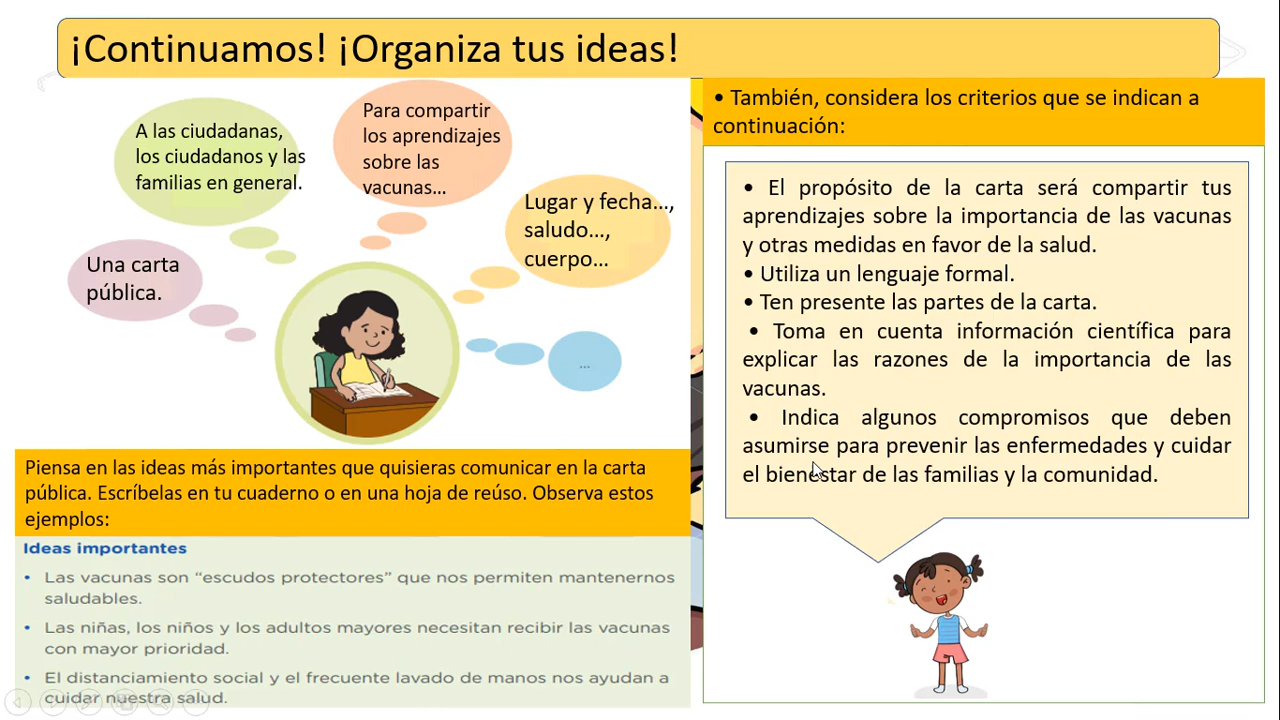 ¡Continuamos! ¡Organiza tus ideas!
A las ciudadanas,
los ciudadanos y las
familias en general.
Para compartir
los aprendizajes
sobre las
vacunas...
Lugar y fecha...,
saludo...,
cuerpo...
Una carta
pública.
...
Piensa en las ideas más importantes que quisieras comunicar en la carta
pública. Escríbelas en tu cuaderno o en una hoja de reúso. Observa estos
ejemplos:
Ideas importantes
• Las vacunas son “escudos protectores” que nos permiten mantenernos
saludables.
• Las niñas, los niños y los adultos mayores necesitan recibir las vacunas
con mayor prioridad.
• El distanciamiento social y el frecuente lavado de manos nos ayudan a
cuidar nuestra salud.
• También, considera los criterios que se indican a
continuación:
• El propósito de la carta será compartir tus
aprendizajes sobre la importancia de las vacunas
y otras medidas en favor de la salud.
• Utiliza un lenguaje formal.
• Ten presente las partes de la carta.
• Toma en cuenta información científica para
explicar las razones de la importancia de las
vacunas.
• Indica algunos compromisos que deben
asumirse para prevenir las enfermedades y cuidar
el bienestar de las familias y la comunidad.